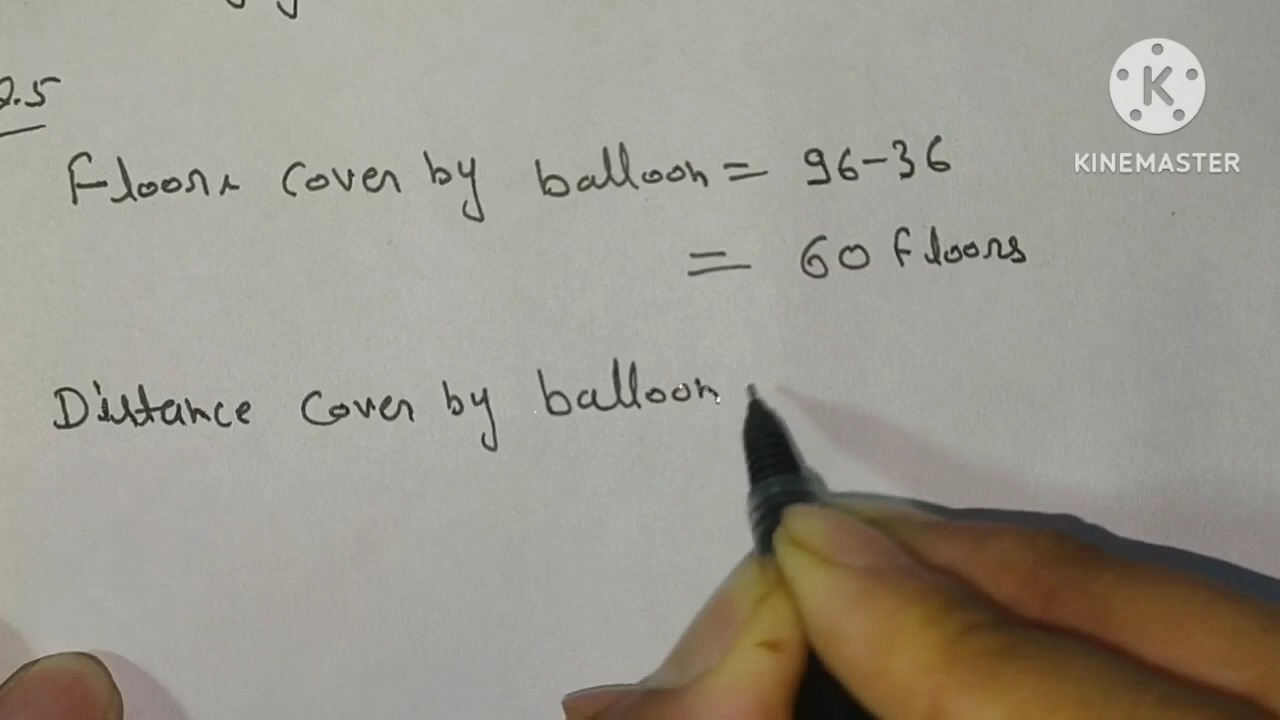 2.5
Floors cover by balloon = 96-36
= 60 floors
Distance cover by balloon
KINEMASTER